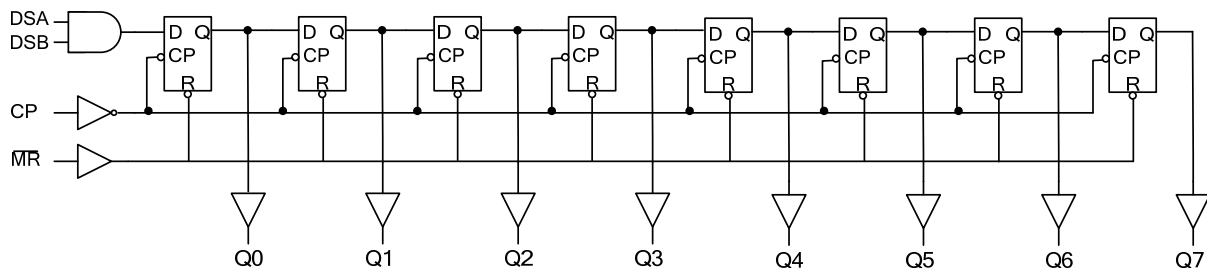 DSA
DSB
D Q D Q D Q D Q D Q D Q D Q D Q
CP CP CP CP CP CP CP CP
R R R R R R R R
CP
M̅R̅
Q0 Q1 Q2 Q3 Q4 Q5 Q6 Q7